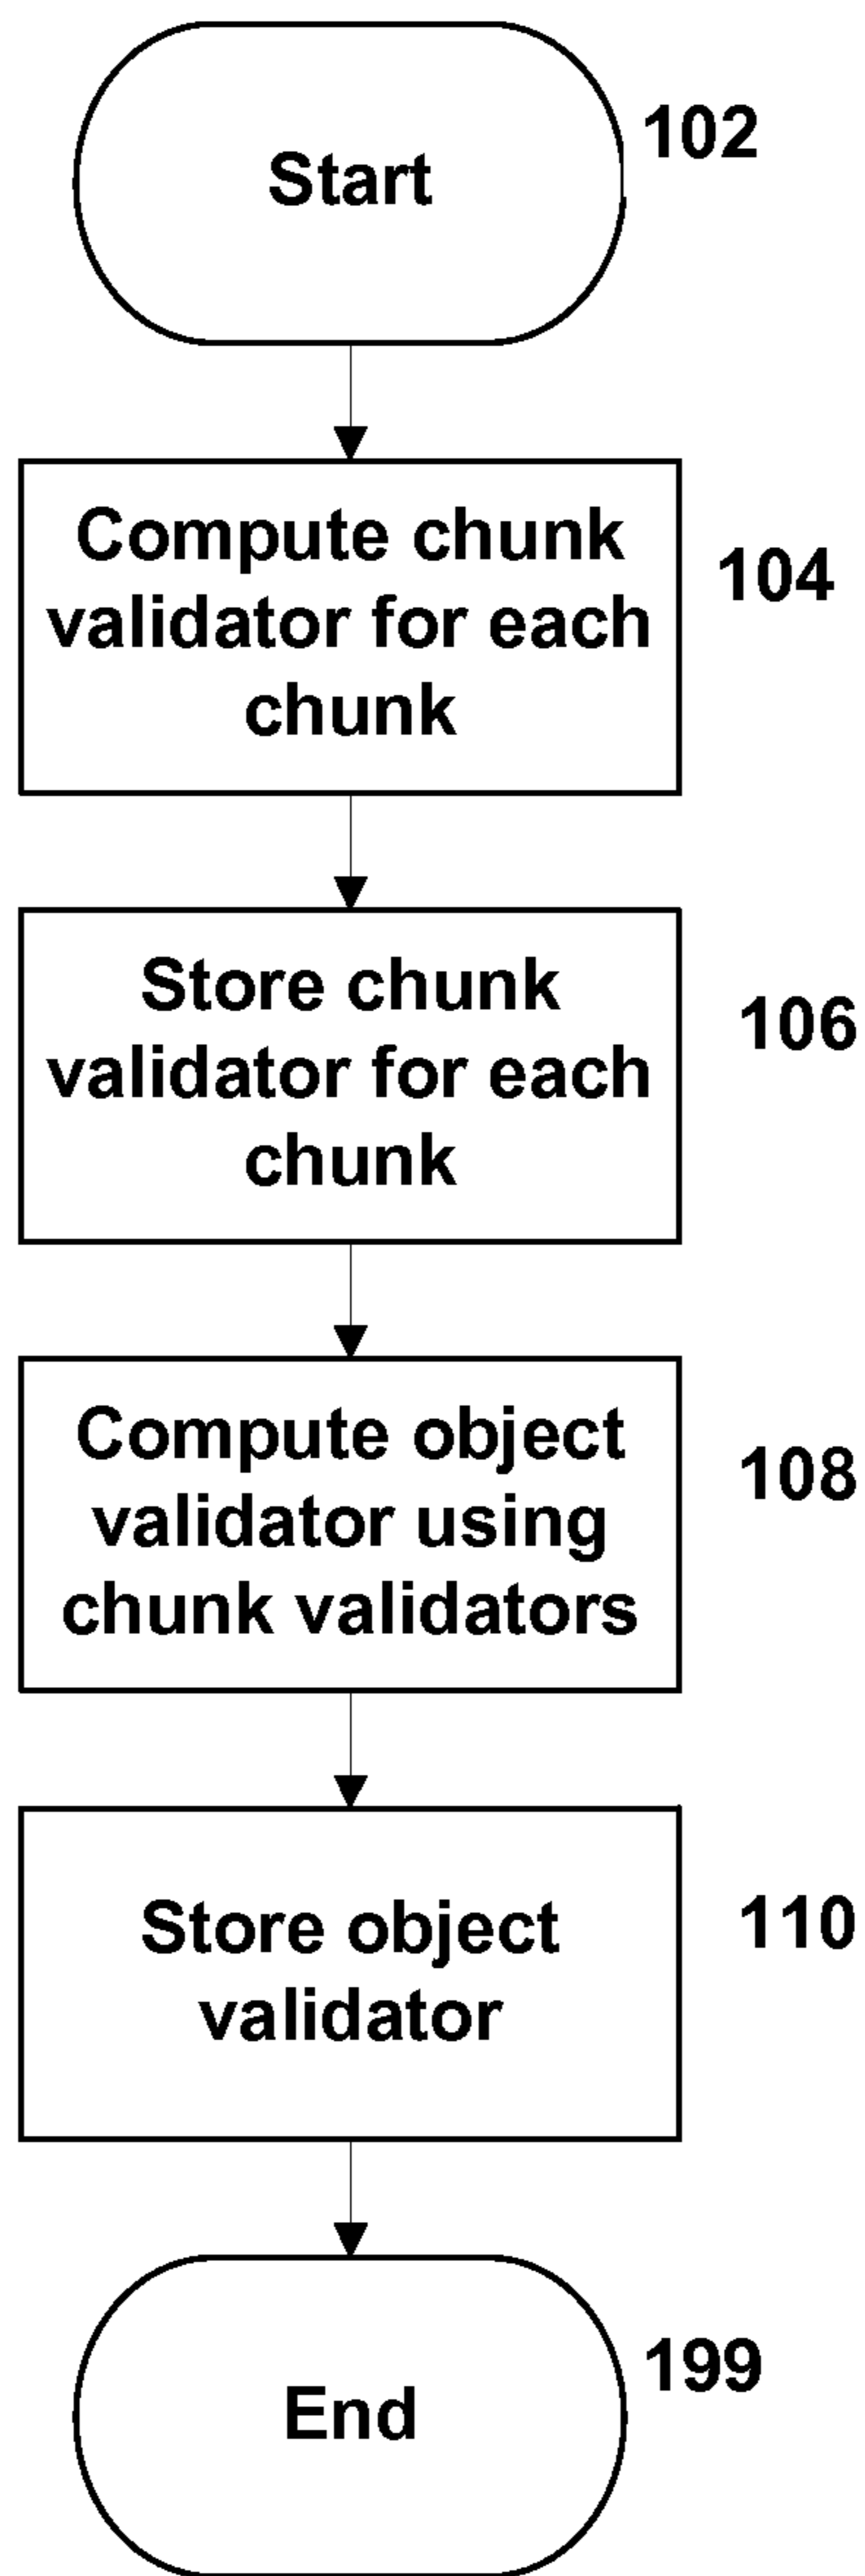 Start
102
Compute chunk
validator for each
chunk
104
Store chunk
validator for each
chunk
106
Compute object
validator using
chunk validators
108
Store object
validator
110
End
199